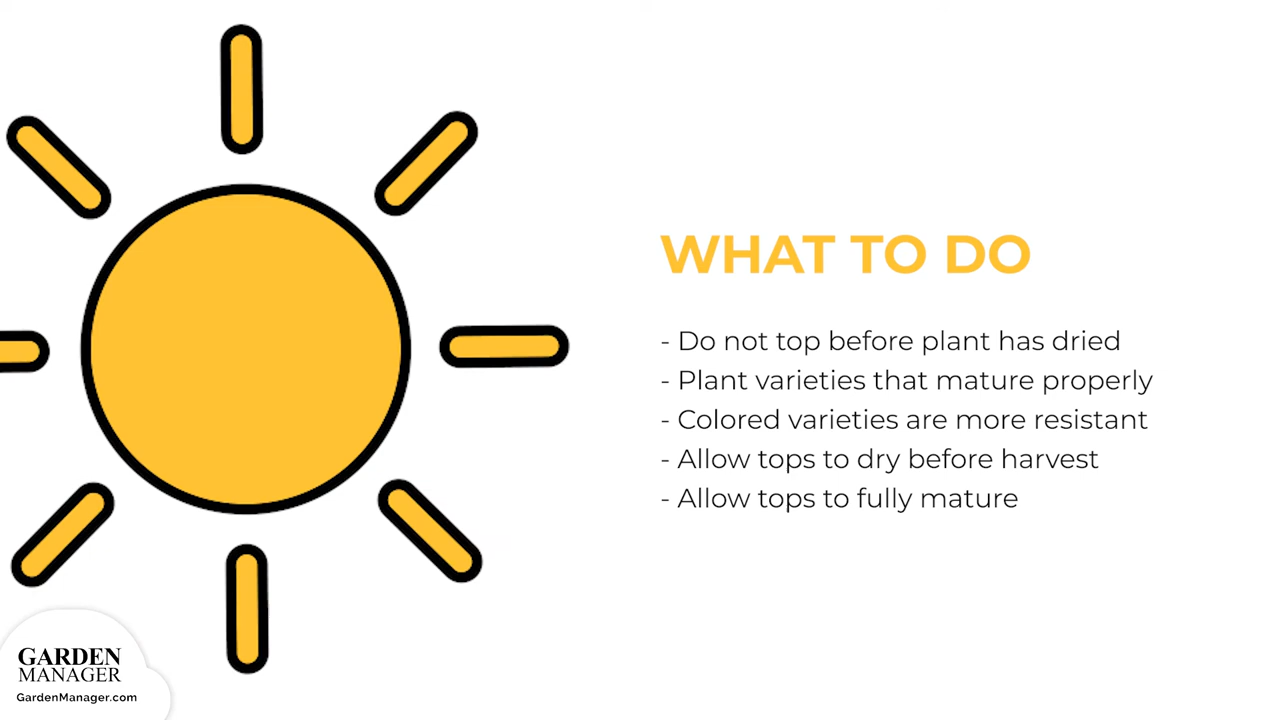 WHAT TO DO
- Do not top before plant has dried
- Plant varieties that mature properly
- Colored varieties are more resistant
- Allow tops to dry before harvest
- Allow tops to fully mature
GARDEN
MANAGER
GardenManager.com